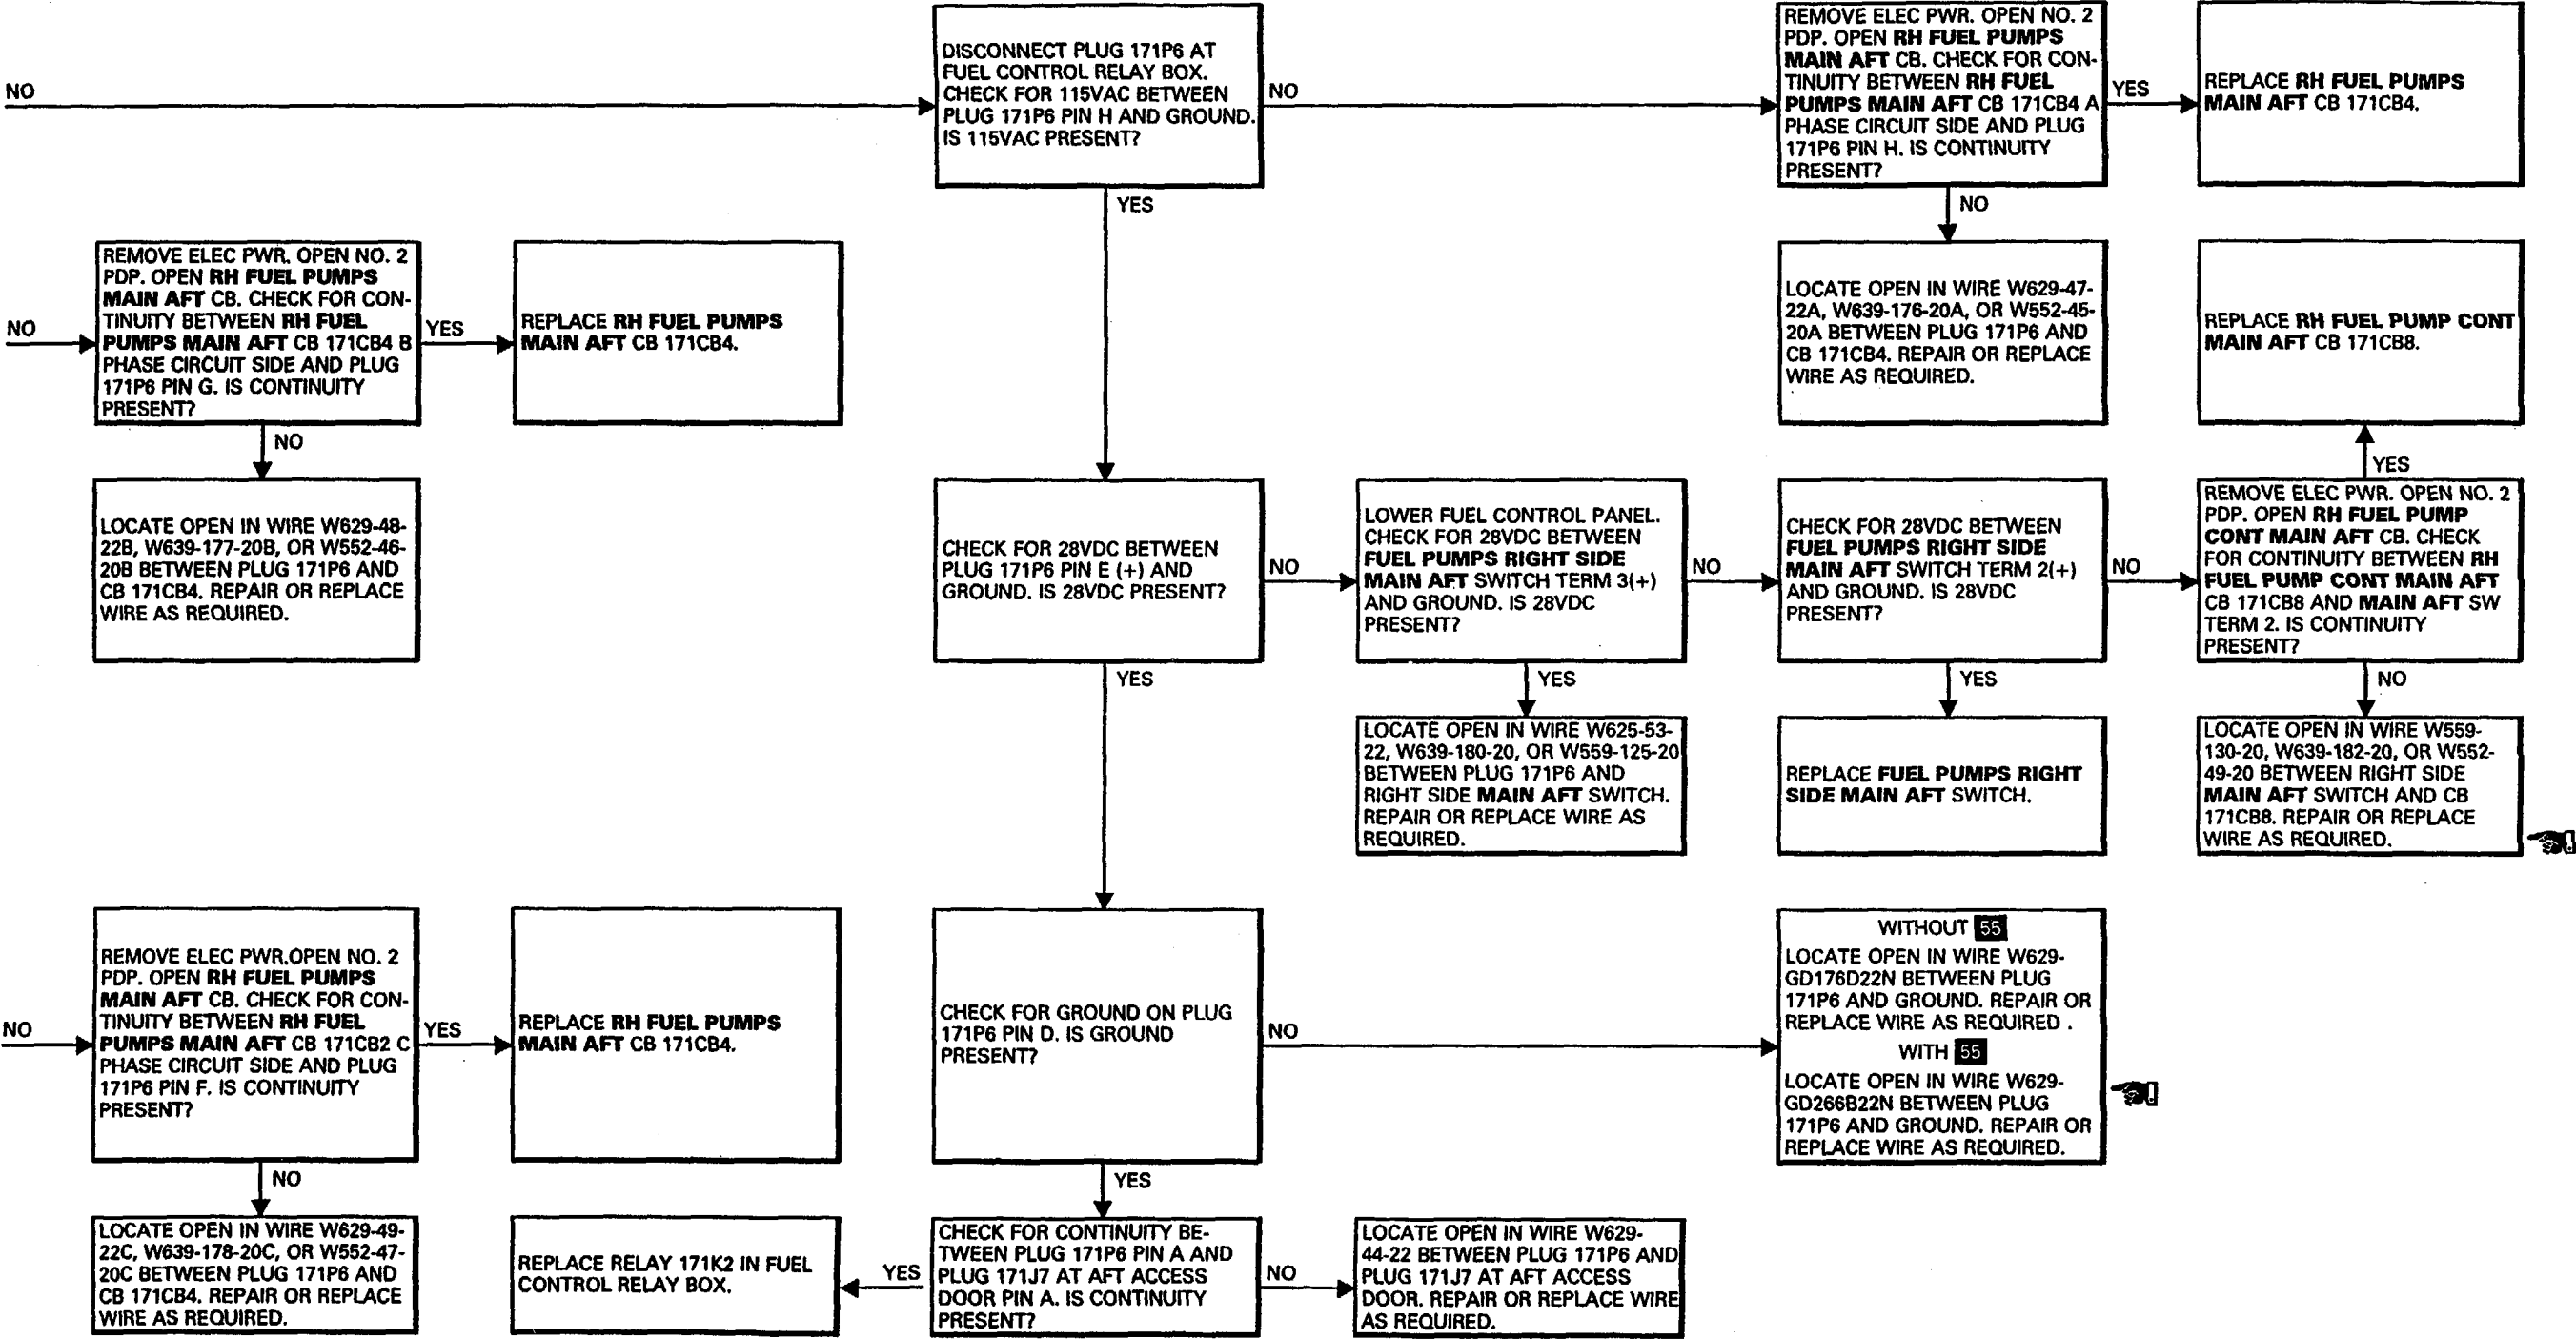 NO
DISCONNECT PLUG 171P6 AT
FUEL CONTROL RELAY BOX.
CHECK FOR 115VAC BETWEEN
PLUG 171P6 PIN H AND GROUND.
IS 115VAC PRESENT?
NO
REMOVE ELEC PWR. OPEN NO. 2
PDP. OPEN RH FUEL PUMPS
MAIN AFT CB. CHECK FOR CON-
TINUITY BETWEEN RH FUEL
PUMPS MAIN AFT CB 171CB4 A
PHASE CIRCUIT SIDE AND PLUG
171P6 PIN H. IS CONTINUITY
PRESENT?
YES
REPLACE RH FUEL PUMPS
MAIN AFT CB 171CB4.
YES
NO
NO
REMOVE ELEC PWR. OPEN NO. 2
PDP. OPEN RH FUEL PUMPS
MAIN AFT CB. CHECK FOR CON-
TINUITY BETWEEN RH FUEL
PUMPS MAIN AFT CB 171CB4 B
PHASE CIRCUIT SIDE AND PLUG
171P6 PIN G. IS CONTINUITY
PRESENT?
YES
REPLACE RH FUEL PUMPS
MAIN AFT CB 171CB4.
LOCATE OPEN IN WIRE W629-47-
22A, W639-176-20A, OR W552-45-
20A BETWEEN PLUG 171P6 AND
CB 171CB4. REPAIR OR REPLACE
WIRE AS REQUIRED.
REPLACE RH FUEL PUMP CONT
MAIN AFT CB 171CB8.
NO
YES
LOCATE OPEN IN WIRE W629-48-
22B, W639-177-20B, OR W552-46-
20B BETWEEN PLUG 171P6 AND
CB 171CB4. REPAIR OR REPLACE
WIRE AS REQUIRED.
CHECK FOR 28VDC BETWEEN
PLUG 171P6 PIN E (+) AND
GROUND. IS 28VDC PRESENT?
NO
LOWER FUEL CONTROL PANEL.
CHECK FOR 28VDC BETWEEN
FUEL PUMPS RIGHT SIDE
MAIN AFT SWITCH TERM 3(+)
AND GROUND. IS 28VDC
PRESENT?
NO
CHECK FOR 28VDC BETWEEN
FUEL PUMPS RIGHT SIDE
MAIN AFT SWITCH TERM 2(+)
AND GROUND. IS 28VDC
PRESENT?
NO
REMOVE ELEC PWR. OPEN NO. 2
PDP. OPEN RH FUEL PUMP
CONT MAIN AFT CB. CHECK
FOR CONTINUITY BETWEEN RH
FUEL PUMP CONT MAIN AFT
CB 171CB8 AND MAIN AFT SW
TERM 2. IS CONTINUITY
PRESENT?
YES
YES
YES
NO
LOCATE OPEN IN WIRE W625-53-
22, W639-180-20, OR W559-125-20
BETWEEN PLUG 171P6 AND
RIGHT SIDE MAIN AFT SWITCH.
REPAIR OR REPLACE WIRE AS
REQUIRED.
REPLACE FUEL PUMPS RIGHT
SIDE MAIN AFT SWITCH.
LOCATE OPEN IN WIRE W559-
130-20, W639-182-20, OR W552-
49-20 BETWEEN RIGHT SIDE
MAIN AFT SWITCH AND CB
171CB8. REPAIR OR REPLACE
WIRE AS REQUIRED.
NO
REMOVE ELEC PWR.OPEN NO. 2
PDP. OPEN RH FUEL PUMPS
MAIN AFT CB. CHECK FOR CON-
TINUITY BETWEEN RH FUEL
PUMPS MAIN AFT CB 171CB2 C
PHASE CIRCUIT SIDE AND PLUG
171P6 PIN F. IS CONTINUITY
PRESENT?
YES
REPLACE RH FUEL PUMPS
MAIN AFT CB 171CB4.
CHECK FOR GROUND ON PLUG
171P6 PIN D. IS GROUND
PRESENT?
NO
WITHOUT 55
LOCATE OPEN IN WIRE W629-
GD176D22N BETWEEN PLUG
171P6 AND GROUND. REPAIR OR
REPLACE WIRE AS REQUIRED .
WITH 55
LOCATE OPEN IN WIRE W629-
GD266B22N BETWEEN PLUG
171P6 AND GROUND. REPAIR OR
REPLACE WIRE AS REQUIRED.
NO
YES
LOCATE OPEN IN WIRE W629-49-
22C, W639-178-20C, OR W552-47-
20C BETWEEN PLUG 171P6 AND
CB 171CB4. REPAIR OR REPLACE
WIRE AS REQUIRED.
REPLACE RELAY 171K2 IN FUEL
CONTROL RELAY BOX.
YES
CHECK FOR CONTINUITY BE-
TWEEN PLUG 171P6 PIN A AND
PLUG 171J7 AT AFT ACCESS
DOOR PIN A. IS CONTINUITY
PRESENT?
NO
LOCATE OPEN IN WIRE W629-
44-22 BETWEEN PLUG 171P6 AND
PLUG 171J7 AT AFT ACCESS
DOOR. REPAIR OR REPLACE WIRE
AS REQUIRED.